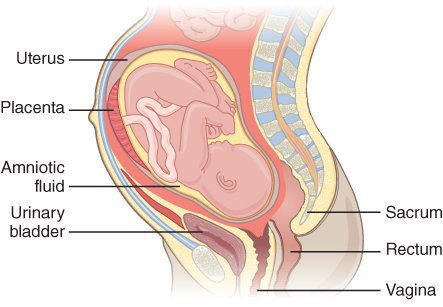 Uterus
Placenta
Amniotic
fluid
Urinary
bladder
Sacrum
Rectum
Vagina